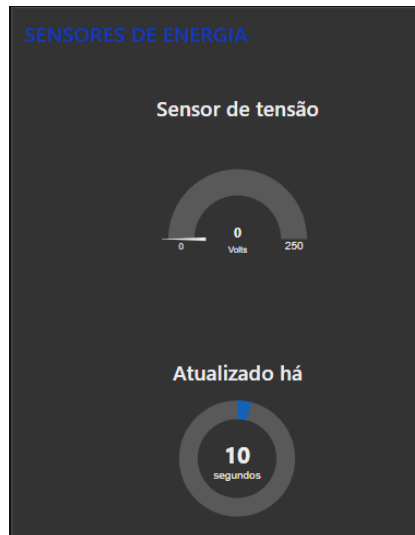 SENSORES DE ENERGIA
Sensor de tensão
0
Volts
0
250
Atualizado há
10
segundos